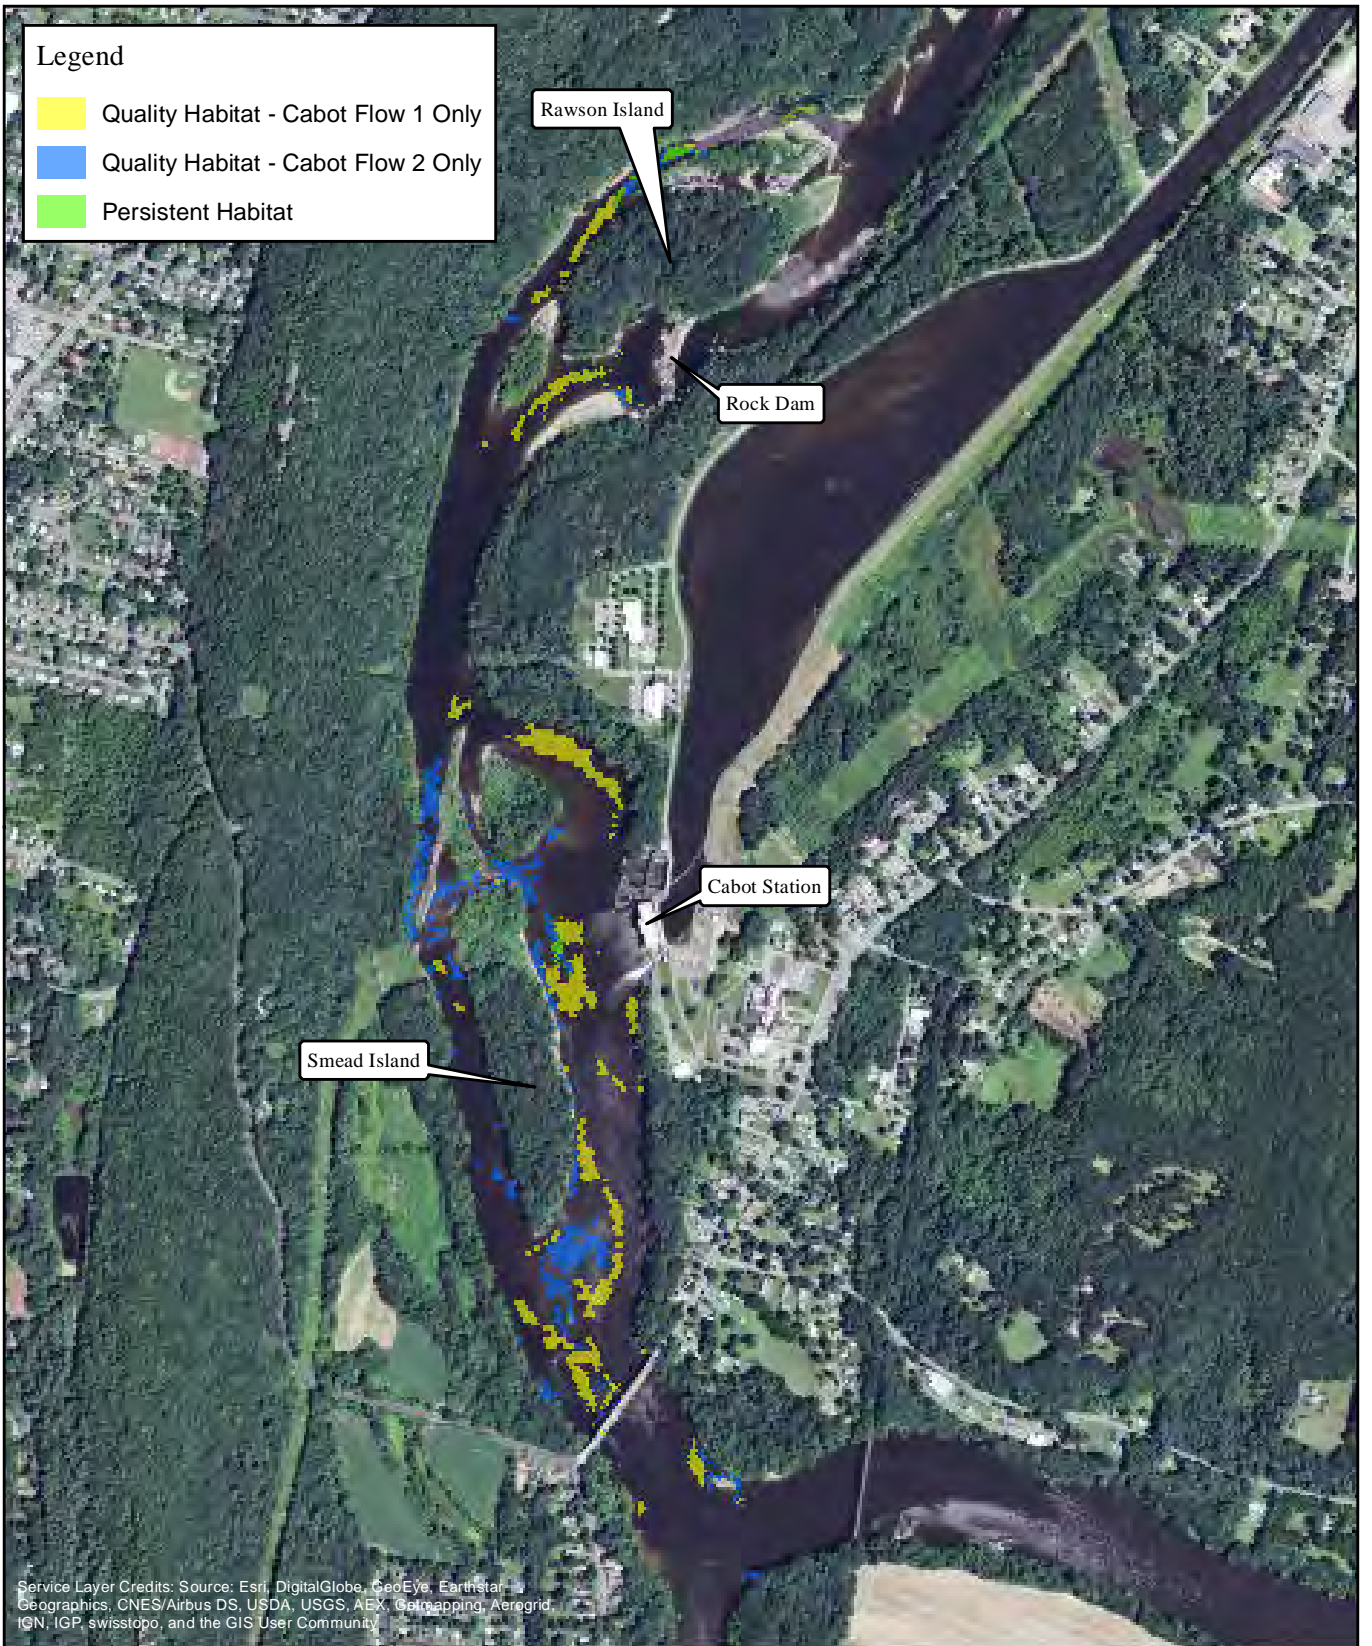 Legend
Quality Habitat - Cabot Flow 1 Only
Quality Habitat - Cabot Flow 2 Only
Persistent Habitat
Rawson Island
Rock Dam
Cabot Station
Smead Island
Service Layer Credits: Source: Esri, DigitalGlobe, GeoEye, Earthstar
Geographics, CNES/Airbus DS, USDA, USGS, AEX, Getmapping, Aerogrid,
IGN, IGP, swisstopo, and the GIS User Community